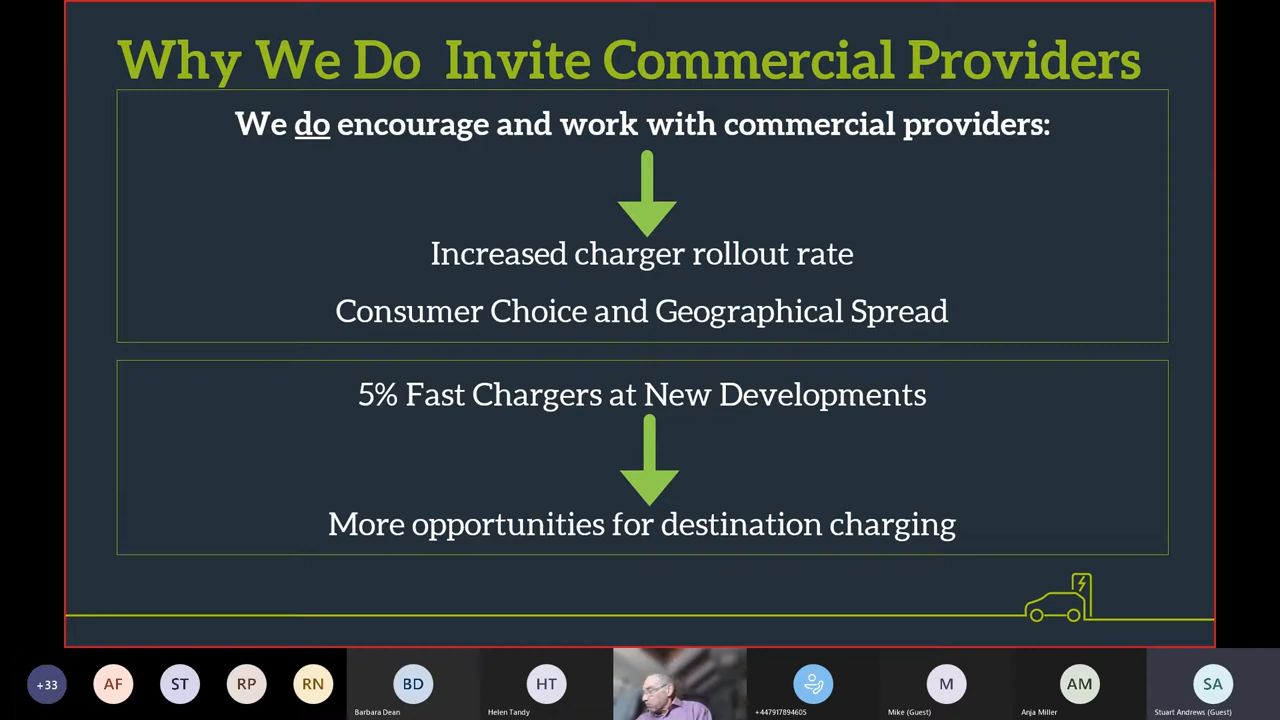 Why We Do  Invite Commercial Providers
We do encourage and work with commercial providers:
Increased charger rollout rate
Consumer Choice and Geographical Spread
5% Fast Chargers at New Developments
More opportunities for destination charging
+33
AF
ST
RP
RN
BD
Barbara Dean
HT
Helen Tandy
+447917894605
M
Mike (Guest)
AM
Anja Miller
SA
Stuart Andrews (Guest)